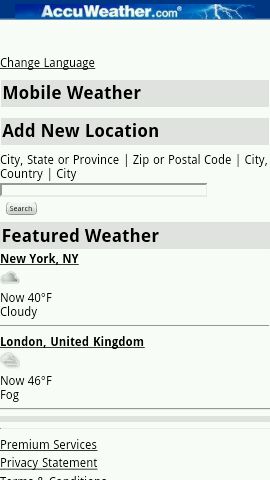 AccuWeather.com®
Change Language
Mobile Weather
Add New Location
City, State or Province | Zip or Postal Code | City,
Country | City
Search
Featured Weather
New York, NY
Now 40°F
Cloudy
London, United Kingdom
Now 46°F
Fog
Premium Services
Privacy Statement
Terms & Conditions